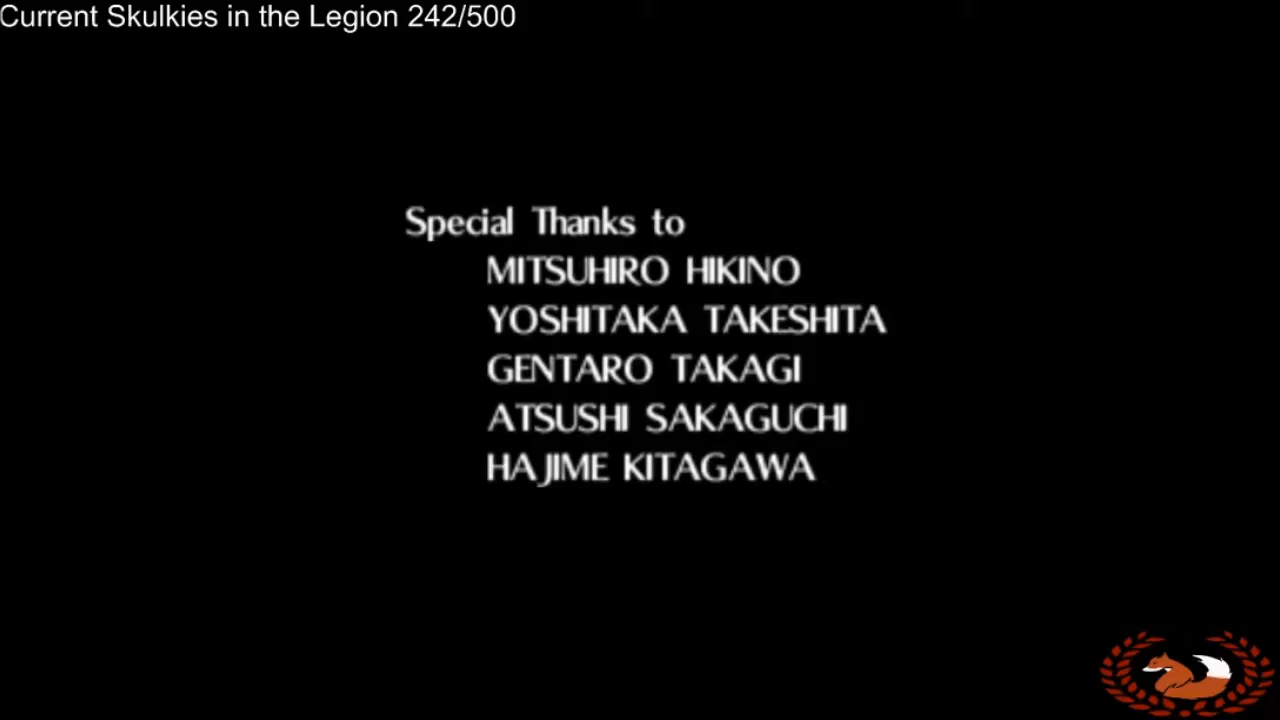 Current Skulkies in the Legion 242/500
Special Thanks to
MITSUHIRO HIKINO
YOSHITAKA TAKESHITA
GENTARO TAKAGI
ATSUSHI SAKAGUCHI
HAJIME KITAGAWA